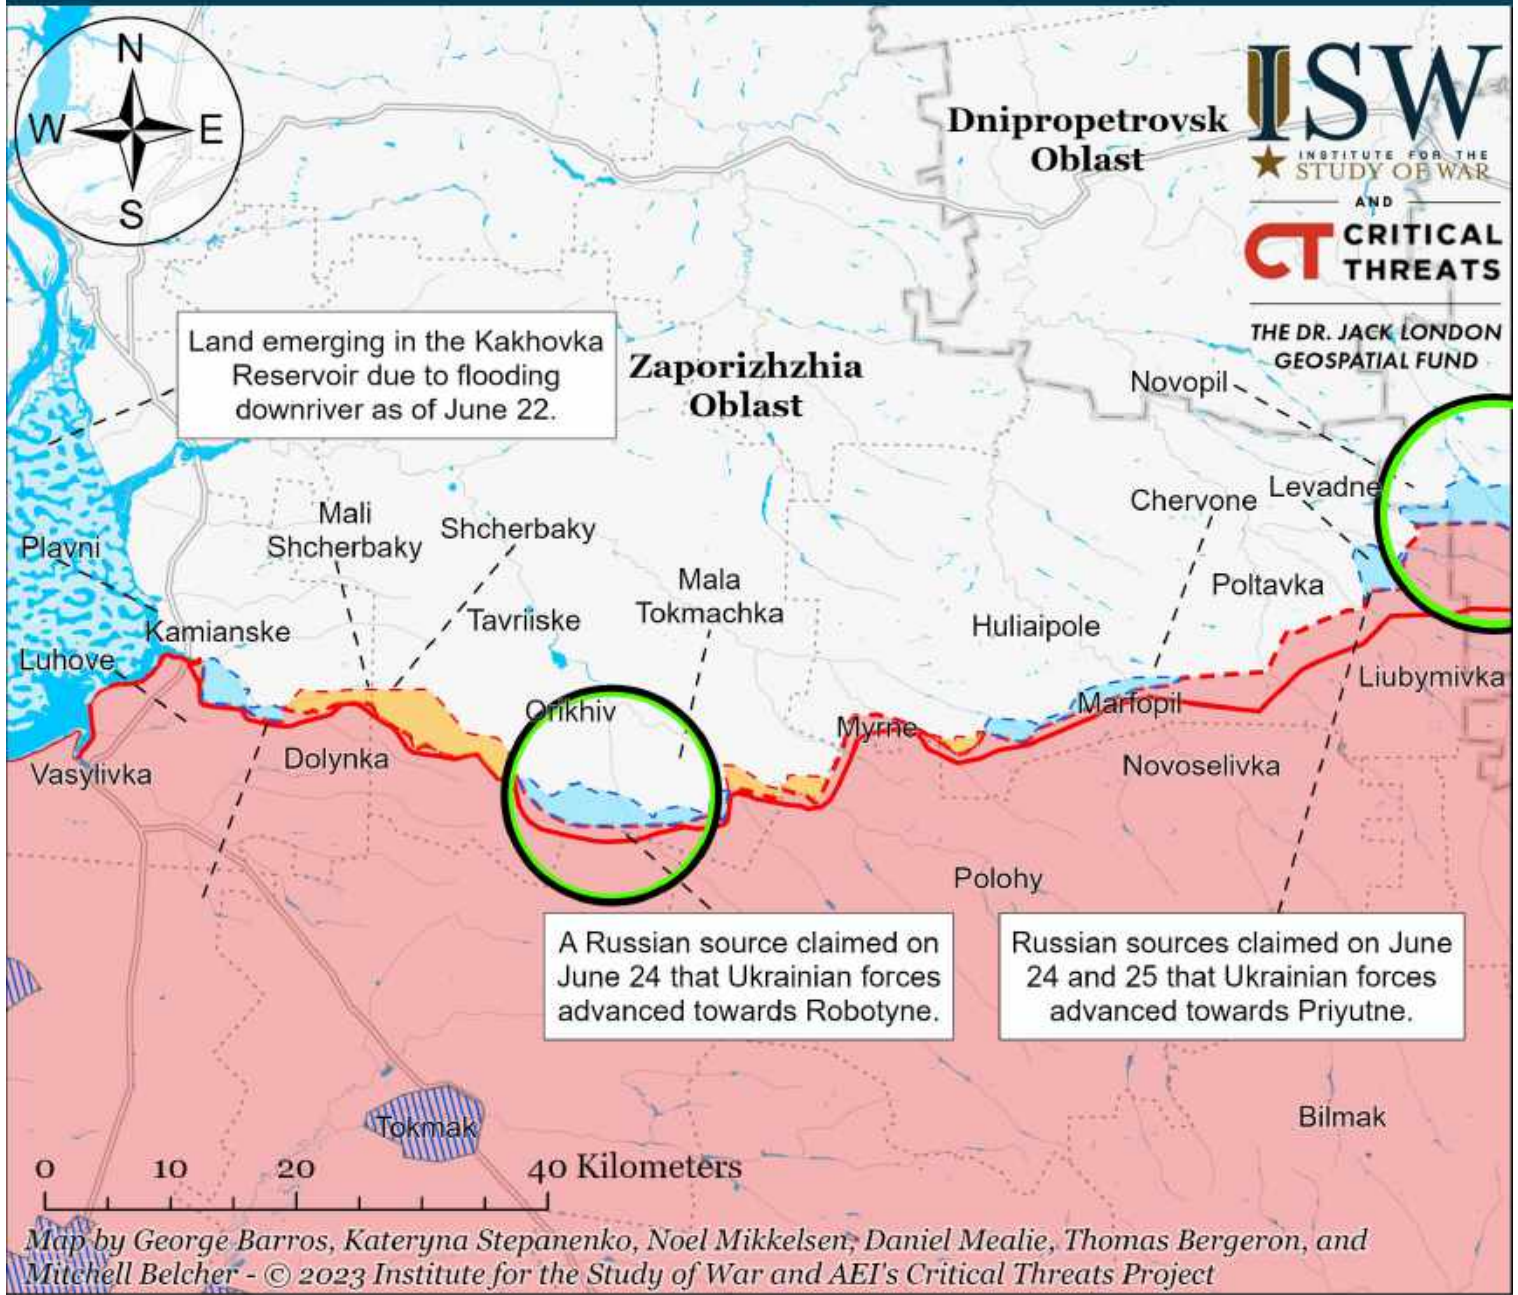 N
W
E
S
Dnipropetrovsk
Oblast
ISW
INSTITUTE FOR THE
STUDY OF WAR
AND
CT CRITICAL
THREATS
THE DR. JACK LONDON
GEOSPATIAL FUND
Land emerging in the Kakhovka
Reservoir due to flooding
downriver as of June 22.
Zaporizhzhia
Oblast
Novopil
Levadne
Chervone
Mali
Shcherbaky
Shcherbaky
Plavni
Mala
Tokmachka
Poltavka
Tavriiske
Huliaipole
Kamianske
Luhove
Liubymivka
Marfopil
Orikhiv
Myrne
Dolynka
Vasylivka
Novoselivka
Polohy
A Russian source claimed on
June 24 that Ukrainian forces
advanced towards Robotyne.
Russian sources claimed on June
24 and 25 that Ukrainian forces
advanced towards Priyutne.
Bilmak
Tokmak
0 10 20 40 Kilometers
Map by George Barros, Kateryna Stepanenko, Noel Mikkelsen, Daniel Mealie, Thomas Bergeron, and
Mitchell Belcher - © 2023 Institute for the Study of War and AEI's Critical Threats Project